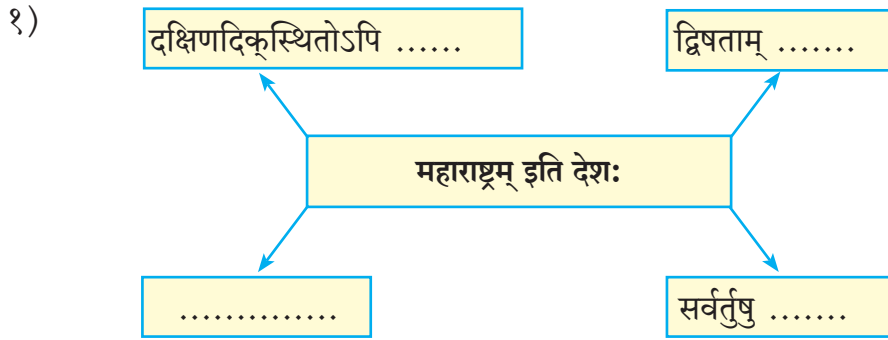 १)
दक्षिणदिक्‌स्थितोऽपि ......
द्विषताम् .......
महाराष्ट्रम् इति देशः
..............
सर्वर्तुषु .......